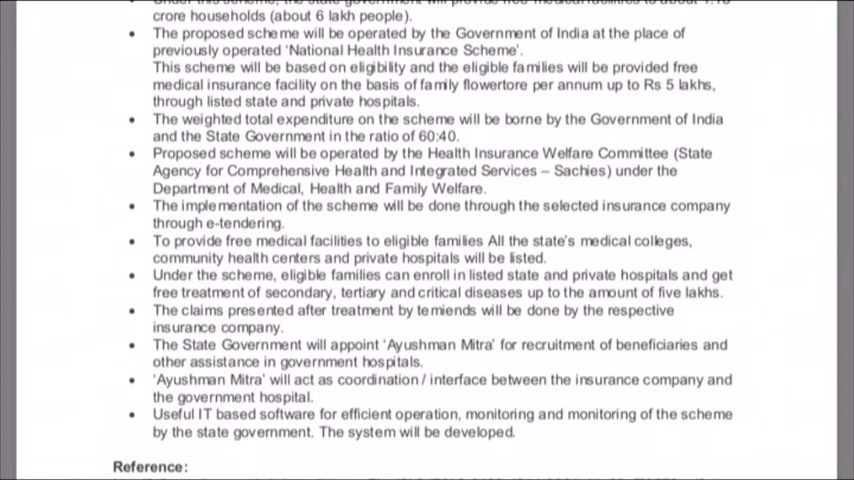 crore households (about 6 lakh people).
• The proposed scheme will be operated by the Government of India at the place of
previously operated 'National Health Insurance Scheme'.
This scheme will be based on eligibility and the eligible families will be provided free
medical insurance facility on the basis of family flowertore per annum up to Rs 5 lakhs,
through listed state and private hospitals.
• The weighted total expenditure on the scheme will be borne by the Government of India
and the State Government in the ratio of 60:40.
• Proposed scheme will be operated by the Health Insurance Welfare Committee (State
Agency for Comprehensive Health and Integrated Services – Sachies) under the
Department of Medical, Health and Family Welfare.
• The implementation of the scheme will be done through the selected insurance company
through e-tendering.
• To provide free medical facilities to eligible families All the state's medical colleges,
community health centers and private hospitals will be listed.
• Under the scheme, eligible families can enroll in listed state and private hospitals and get
free treatment of secondary, tertiary and critical diseases up to the amount of five lakhs.
• The claims presented after treatment by temiends will be done by the respective
insurance company.
• The State Government will appoint 'Ayushman Mitra' for recruitment of beneficiaries and
other assistance in government hospitals.
• 'Ayushman Mitra' will act as coordination / interface between the insurance company and
the government hospital.
• Useful IT based software for efficient operation, monitoring and monitoring of the scheme
by the state government. The system will be developed.
Reference: